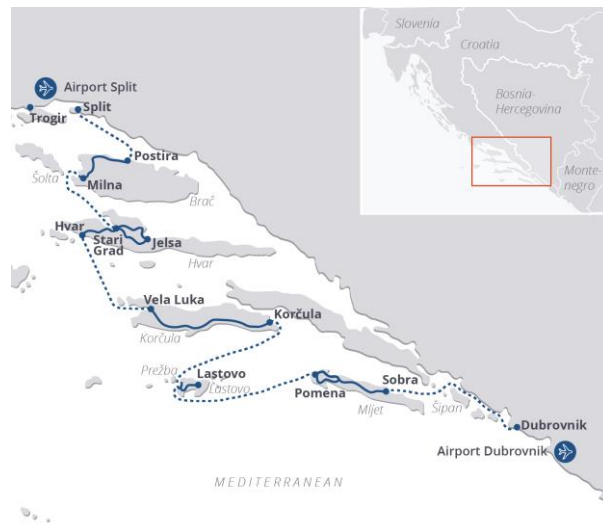 Slovenia
Croatia
Bosnia-
Hercegovina
Monte-
negro
Airport Split
Split
Trogir
Postira
Šolta
Milna
Brač
Hvar
Stari
Grad
Jelsa
Hvar
Vela Luka
Korčula
Korčula
Prežba
Lastovo
Lastovo
Sobra
Pomena
Mljet
Šipan
Dubrovnik
Airport Dubrovnik
MEDITERRANEAN